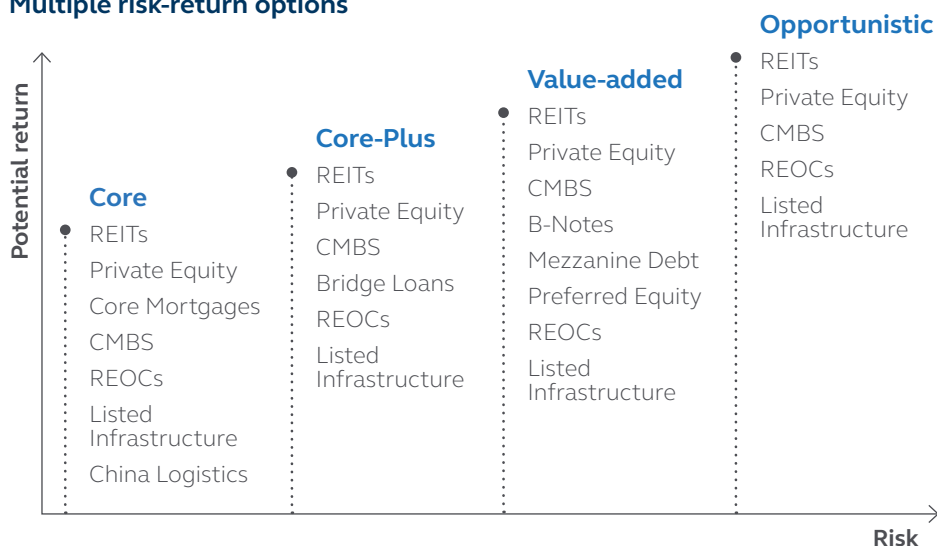 Multiple risk-return options
Potential return
Core
REITs
Private Equity
Core Mortgages
CMBS
REOCs
Listed
Infrastructure
China Logistics
Core-Plus
REITs
Private Equity
CMBS
Bridge Loans
REOCs
Listed
Infrastructure
Value-added
REITs
Private Equity
CMBS
B-Notes
Mezzanine Debt
Preferred Equity
REOCs
Listed
Infrastructure
Opportunistic
REITs
Private Equity
CMBS
REOCs
Listed
Infrastructure
Risk